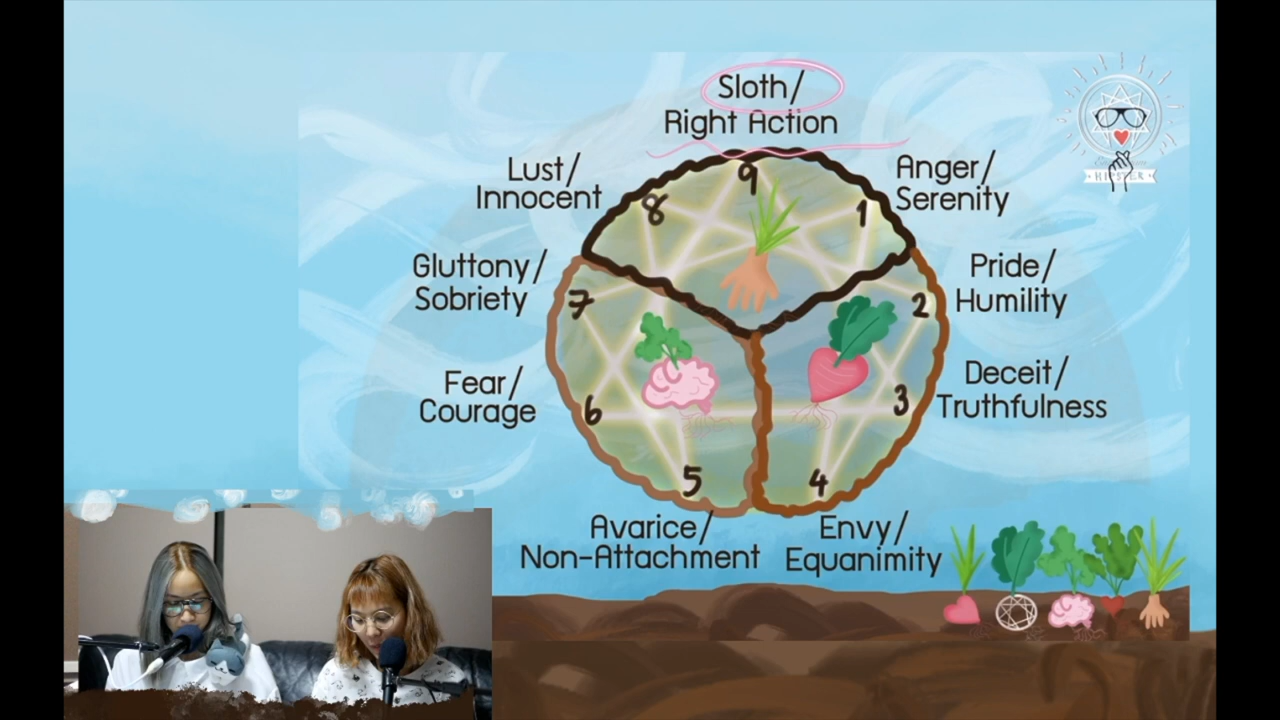 Sloth/
Right Action
Lust/
Innocent
Anger/
Serenity
Gluttony/
Sobriety
Pride/
Humility
Fear/
Courage
Deceit/
Truthfulness
Avarice/
Non-Attachment
Envy/
Equanimity
9
8
1
7
2
6
3
5
4
HIPSTER